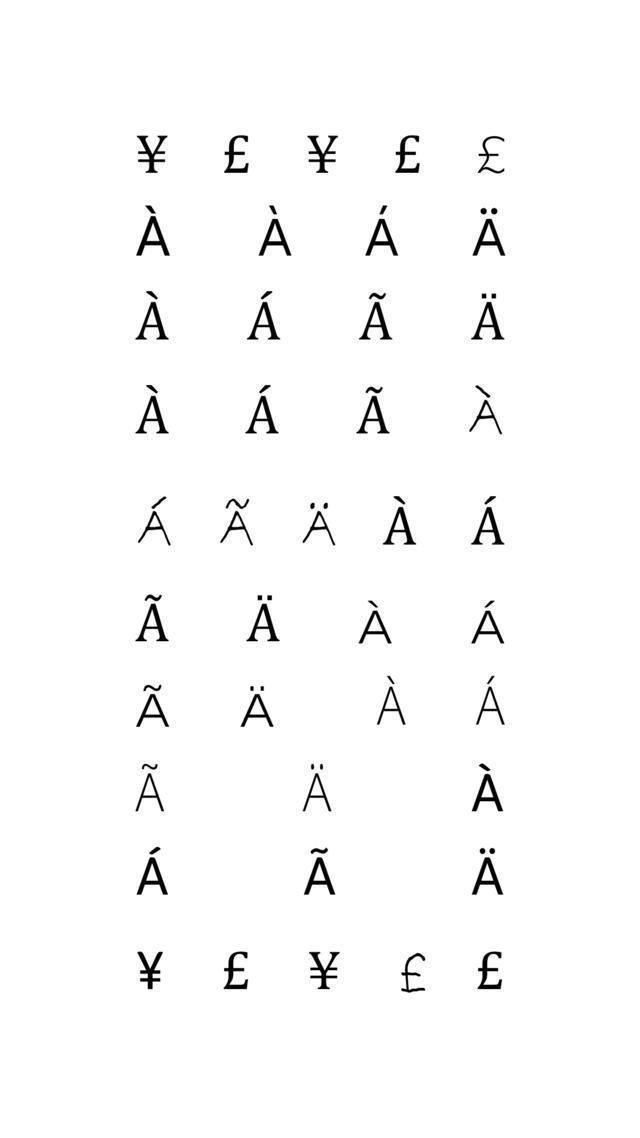 ¥ £ ¥ £ £
À À Á Ä
À Á Ã Ä
À Á Ã À
Á Ã Ä À Á
Ã Ä À Á
Ã Ä À Á
Ã Ä À
Á Ã Ä
¥ £ ¥ £ £